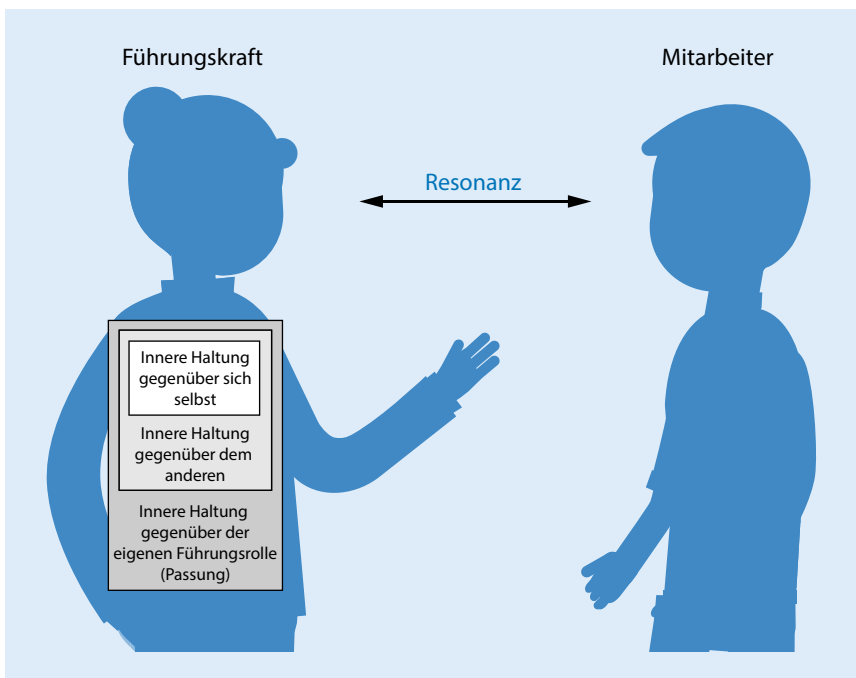 Führungskraft
Mitarbeiter
Resonanz
Innere Haltung
gegenüber sich
selbst
Innere Haltung
gegenüber dem
anderen
Innere Haltung
gegenüber der
eigenen Führungsrolle
(Passung)